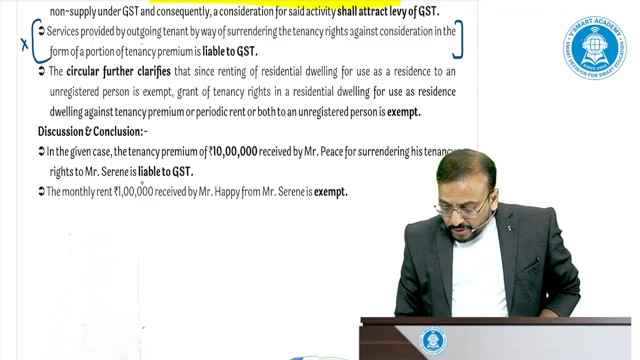 non-supply under GST and consequently, a consideration for said activity shall attract levy of GST.
➲ Services provided by outgoing tenant by way of surrendering the tenancy rights against consideration in the
form of a portion of tenancy premium is liable to GST.
➲ The circular further clarifies that since renting of residential dwelling for use as a residence to an
unregistered person is exempt, grant of tenancy rights in a residential dwelling for use as residence
dwelling against tenancy premium or periodic rent or both to an unregistered person is exempt.
Discussion & Conclusion:-
➲ In the given case, the tenancy premium of ₹10,00,000 received by Mr. Peace for surrendering his tenancy
rights to Mr. Serene is liable to GST.
➲ The monthly rent ₹1,00,000 received by Mr. Happy from Mr. Serene is exempt.
V'SMART ACADEMY
SMART DECISION FOR SMART EDUCATION